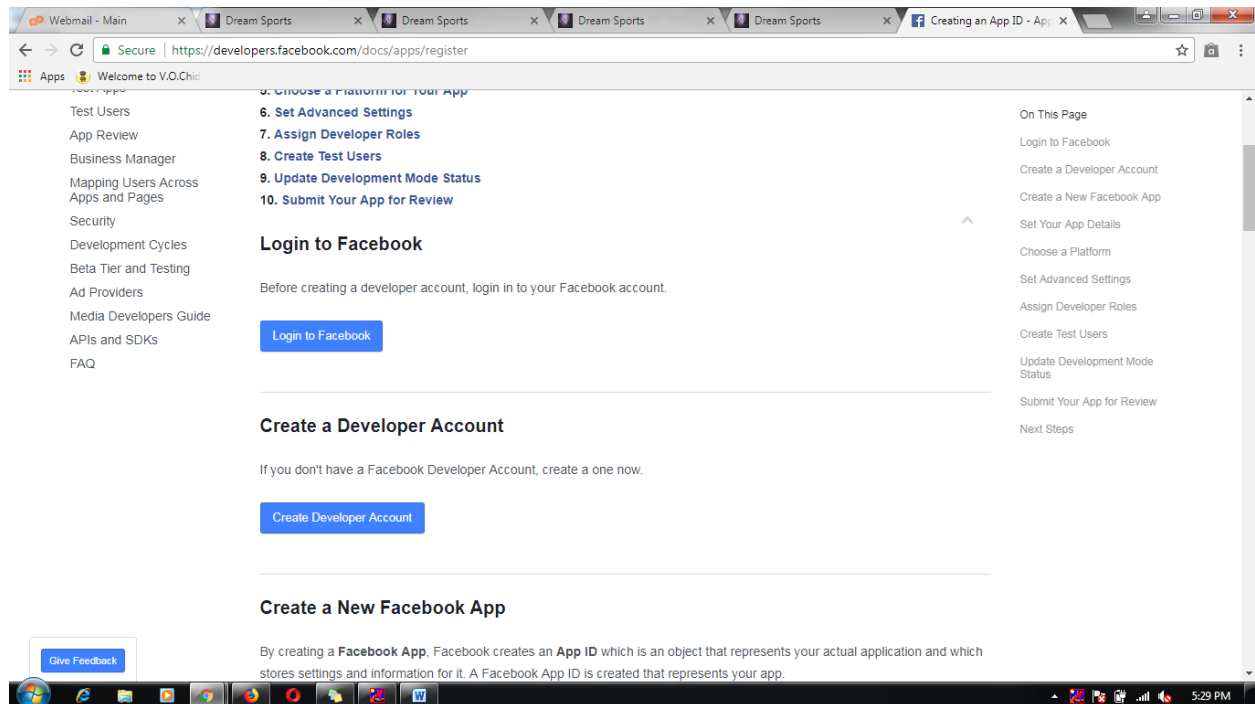 Webmail - Main
Dream Sports
Dream Sports
Dream Sports
Dream Sports
Creating an App ID - App
Secure | https://developers.facebook.com/docs/apps/register
Apps
Welcome to V.O.Chid
Test Apps
Test Users
App Review
Business Manager
Mapping Users Across
Apps and Pages
Security
Development Cycles
Beta Tier and Testing
Ad Providers
Media Developers Guide
APIs and SDKs
FAQ
Give Feedback
5. Choose a Platform for Your App
6. Set Advanced Settings
7. Assign Developer Roles
8. Create Test Users
9. Update Development Mode Status
10. Submit Your App for Review
Login to Facebook
Before creating a developer account, login in to your Facebook account.
Login to Facebook
Create a Developer Account
If you don't have a Facebook Developer Account, create a one now.
Create Developer Account
Create a New Facebook App
By creating a Facebook App, Facebook creates an App ID which is an object that represents your actual application and which
stores settings and information for it. A Facebook App ID is created that represents your app.
On This Page
Login to Facebook
Create a Developer Account
Create a New Facebook App
Set Your App Details
Choose a Platform
Set Advanced Settings
Assign Developer Roles
Create Test Users
Update Development Mode
Status
Submit Your App for Review
Next Steps
5:29 PM